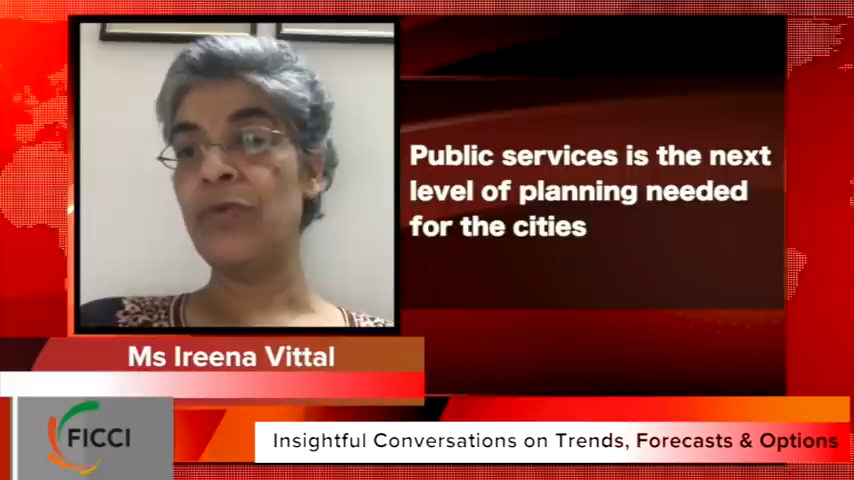 Public services is the next
level of planning needed
for the cities
Ms Ireena Vittal
FICCI
Insightful Conversations on Trends, Forecasts & Options